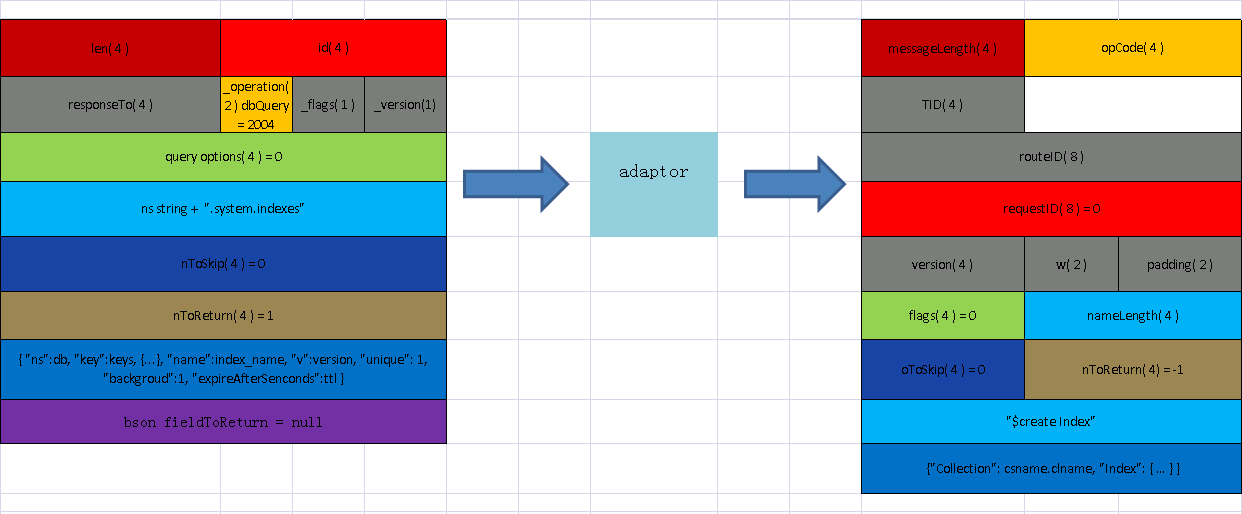 len( 4 )
id( 4 )
responseTo( 4 )
_operation(
2 ) dbQuery
= 2004
_flags( 1 )
_version(1)
query options( 4 ) = 0
ns string + ".system.indexes"
nToSkip( 4 ) = 0
nToReturn( 4 ) = 1
{ "ns":db, "key":keys, {...}, "name":index_name, "v":version, "unique": 1,
"backgroud":1, "expireAfterSenconds":ttl }
bson fieldToReturn = null
adaptor
messageLength( 4 )
opCode( 4 )
TID( 4 )
routeID( 8 )
requestID( 8 ) = 0
version( 4 )
w( 2 )
padding( 2 )
flags( 4 ) = 0
nameLength( 4 )
oToSkip( 4 ) = 0
nToReturn( 4) = -1
"$create Index"
{"Collection": csname.clname, "Index": { ... } }